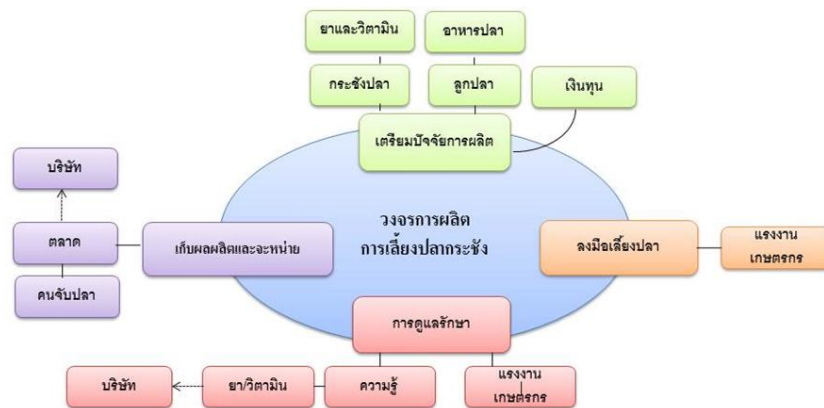 ยาและวิตามิน
อาหารปลา
กระชังปลา
ลูกปลา
เงินทุน
เตรียมปัจจัยการผลิต
บริษัท
ตลาด
คนจับปลา
เก็บผลผลิตและจะหน่าย
วงจรการผลิต
การเลี้ยงปลากระชัง
ลงมือเลี้ยงปลา
แรงงาน
เกษตรกร
การดูแลรักษา
บริษัท
ยา/วิตามิน
ความรู้
แรงงาน
เกษตรกร